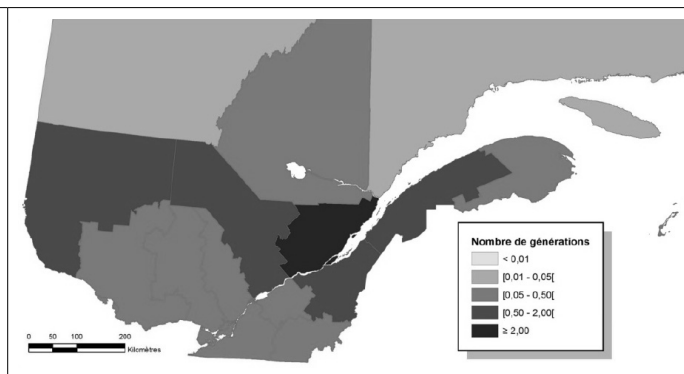 Nombre de générations
< 0,01
[0,01 - 0,05[
[0,05 - 0,50[
[0,50 - 2,00[
≥ 2,00
0 50 100 200
Kilomètres